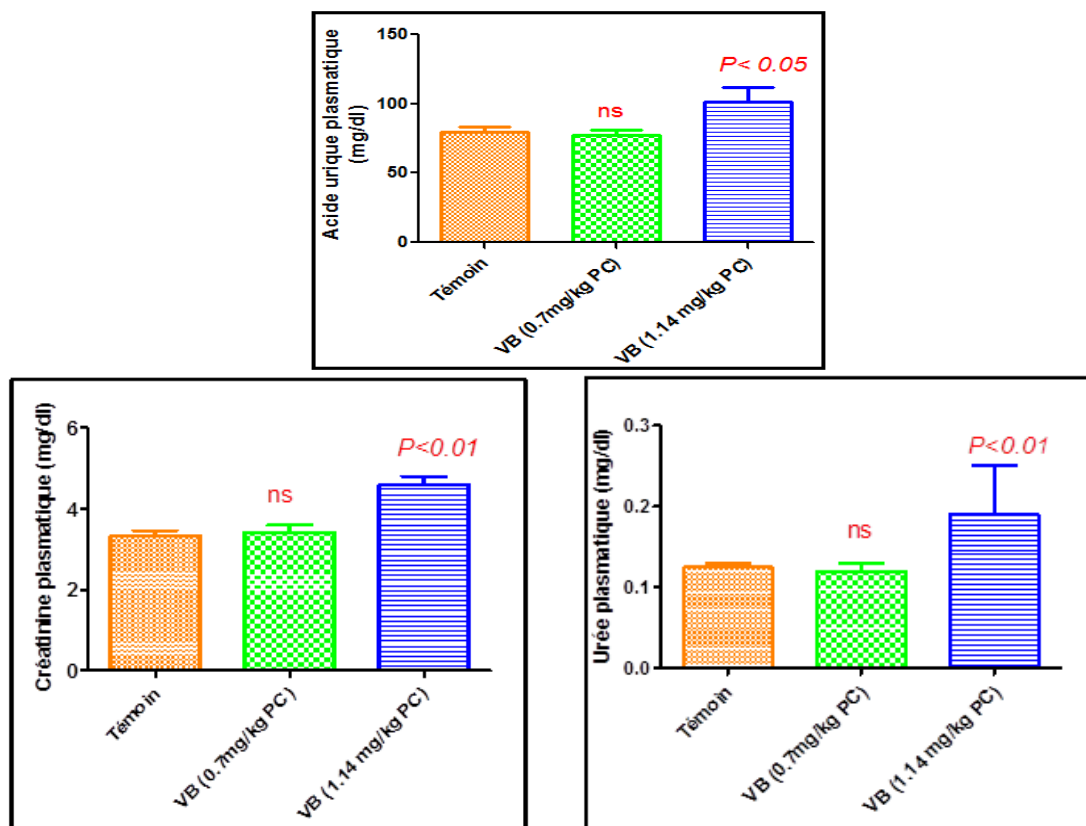 Acide urique plasmatique
(mg/dl)
150
100
50
0
ns
P< 0.05
Témoin
VB (0.7mg/kg PC)
VB (1.14 mg/kg PC)
Créatinine plasmatique (mg/dl)
6
4
2
0
ns
P<0.01
Témoin
VB (0.7mg/kg PC)
VB (1.14 mg/kg PC)
Urée plasmatique (mg/dl)
0.3
0.2
0.1
0.0
ns
P<0.01
Témoin
VB (0.7mg/kg PC)
VB (1.14 mg/kg PC)